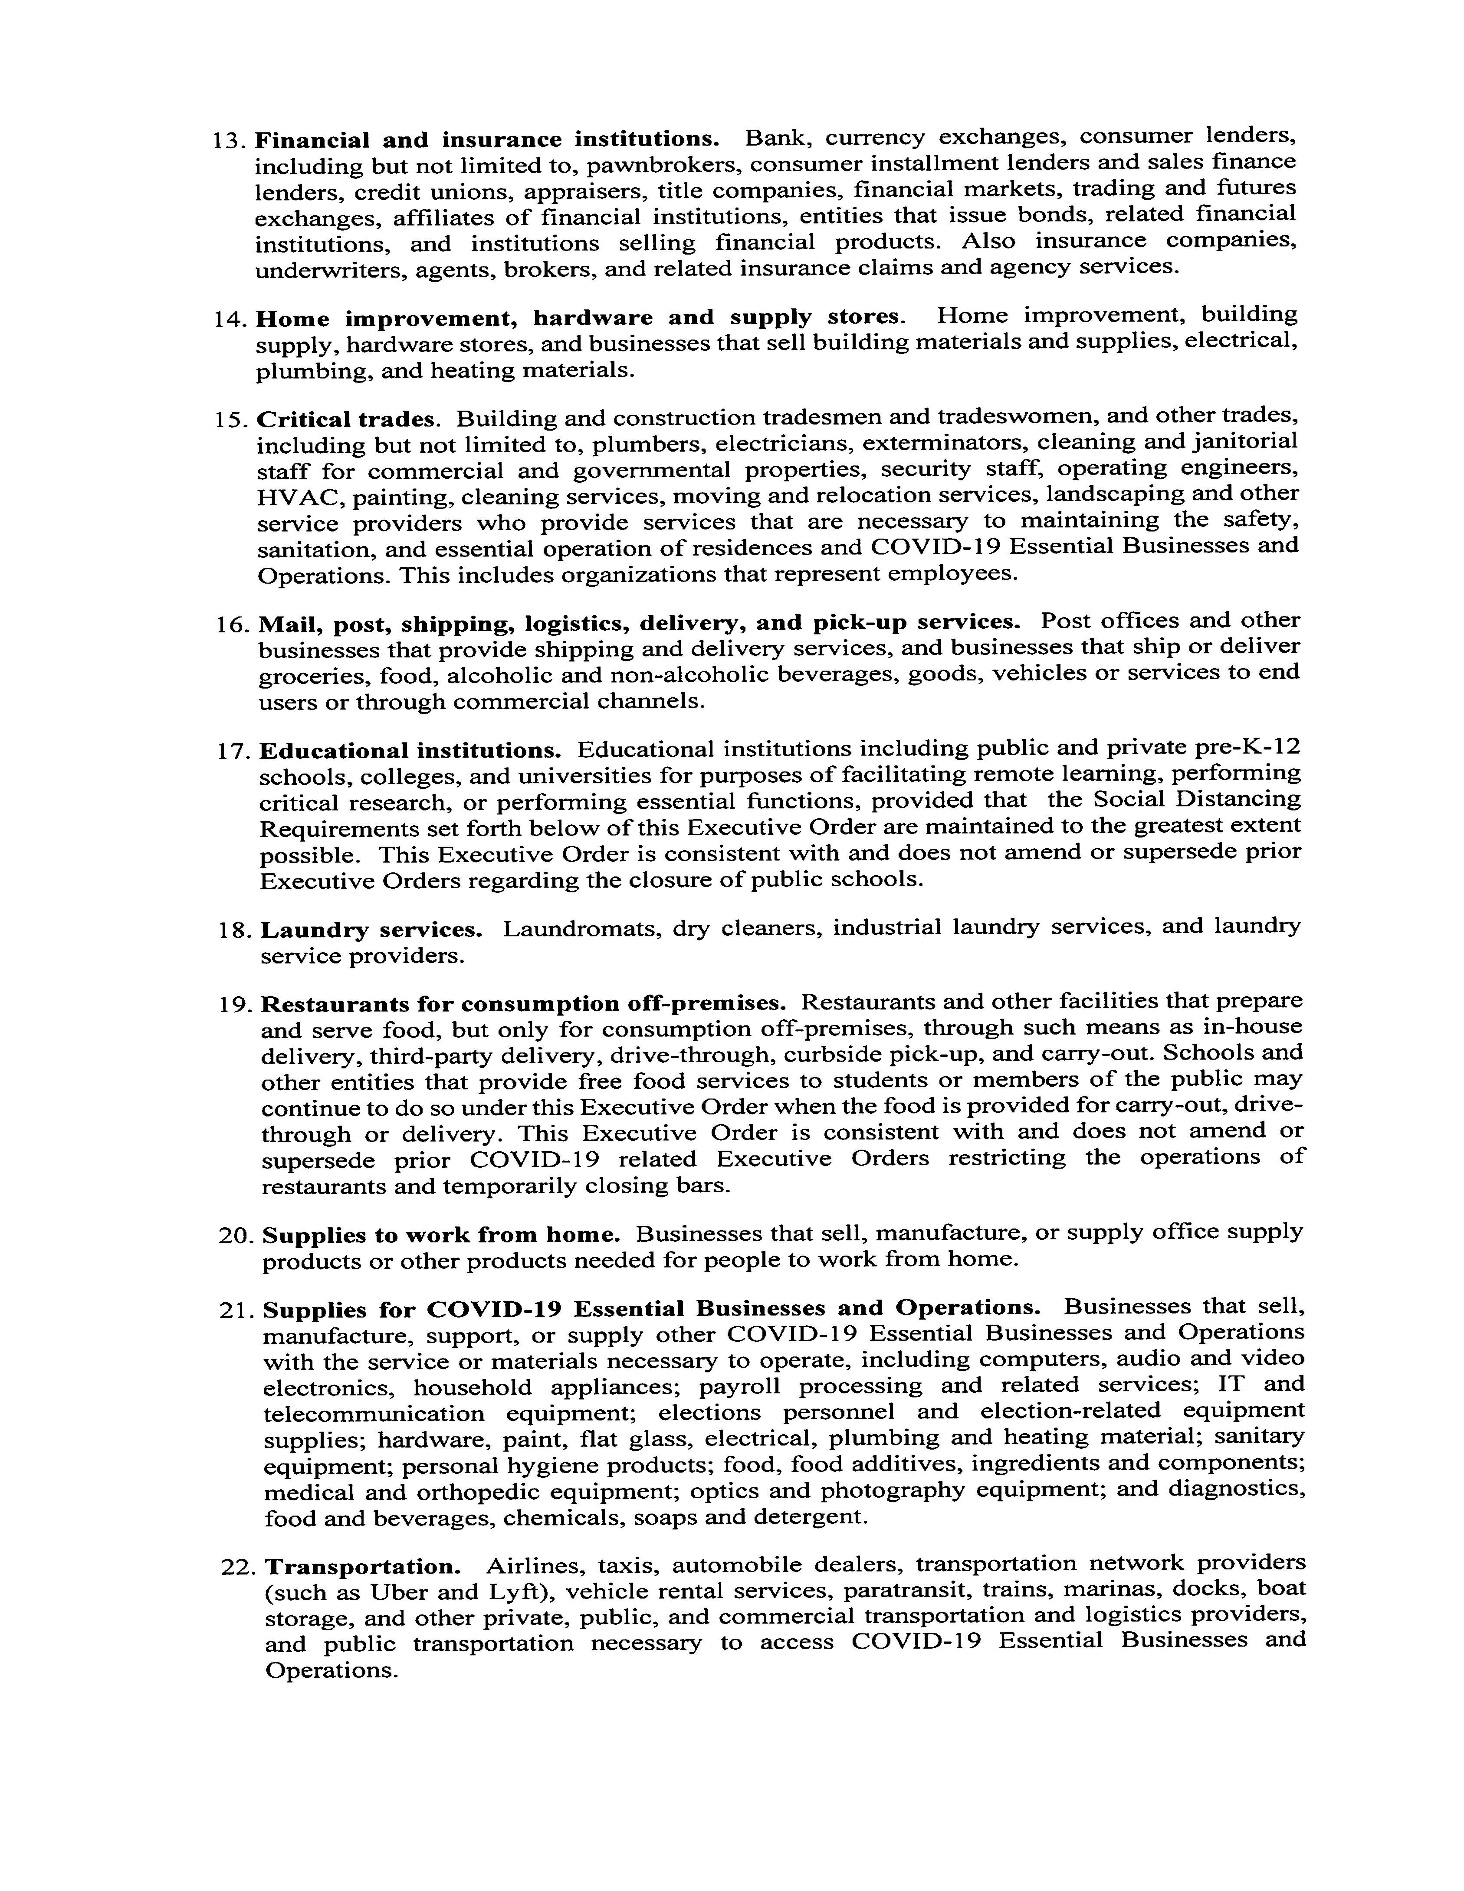 13. Financial and insurance institutions. Bank, currency exchanges, consumer lenders,
including but not limited to, pawnbrokers, consumer installment lenders and sales finance
lenders, credit unions, appraisers, title companies, financial markets, trading and futures
exchanges, affiliates of financial institutions, entities that issue bonds, related financial
institutions, and institutions selling financial products. Also insurance companies,
underwriters, agents, brokers, and related insurance claims and agency services.
14. Home improvement, hardware and supply stores. Home improvement, building
supply, hardware stores, and businesses that sell building materials and supplies, electrical,
plumbing, and heating materials.
15. Critical trades. Building and construction tradesmen and tradeswomen, and other trades,
including but not limited to, plumbers, electricians, exterminators, cleaning and janitorial
staff for commercial and governmental properties, security staff, operating engineers,
HVAC, painting, cleaning services, moving and relocation services, landscaping and other
service providers who provide services that are necessary to maintaining the safety,
sanitation, and essential operation of residences and COVID-19 Essential Businesses and
Operations. This includes organizations that represent employees.
16. Mail, post, shipping, logistics, delivery, and pick-up services. Post offices and other
businesses that provide shipping and delivery services, and businesses that ship or deliver
groceries, food, alcoholic and non-alcoholic beverages, goods, vehicles or services to end
users or through commercial channels.
17. Educational institutions. Educational institutions including public and private pre-K-12
schools, colleges, and universities for purposes of facilitating remote learning, performing
critical research, or performing essential functions, provided that the Social Distancing
Requirements set forth below of this Executive Order are maintained to the greatest extent
possible. This Executive Order is consistent with and does not amend or supersede prior
Executive Orders regarding the closure of public schools.
18. Laundry services. Laundromats, dry cleaners, industrial laundry services, and laundry
service providers.
19. Restaurants for consumption off-premises. Restaurants and other facilities that prepare
and serve food, but only for consumption off-premises, through such means as in-house
delivery, third-party delivery, drive-through, curbside pick-up, and carry-out. Schools and
other entities that provide free food services to students or members of the public may
continue to do so under this Executive Order when the food is provided for carry-out, drive-
through or delivery. This Executive Order is consistent with and does not amend or
supersede prior COVID-19 related Executive Orders restricting the operations of
restaurants and temporarily closing bars.
20. Supplies to work from home. Businesses that sell, manufacture, or supply office supply
products or other products needed for people to work from home.
21. Supplies for COVID-19 Essential Businesses and Operations. Businesses that sell,
manufacture, support, or supply other COVID-19 Essential Businesses and Operations
with the service or materials necessary to operate, including computers, audio and video
electronics, household appliances; payroll processing and related services; IT and
telecommunication equipment; elections personnel and election-related equipment
supplies; hardware, paint, flat glass, electrical, plumbing and heating material; sanitary
equipment; personal hygiene products; food, food additives, ingredients and components;
medical and orthopedic equipment; optics and photography equipment; and diagnostics,
food and beverages, chemicals, soaps and detergent.
22. Transportation. Airlines, taxis, automobile dealers, transportation network providers
(such as Uber and Lyft), vehicle rental services, paratransit, trains, marinas, docks, boat
storage, and other private, public, and commercial transportation and logistics providers,
and public transportation necessary to access COVID-19 Essential Businesses and
Operations.